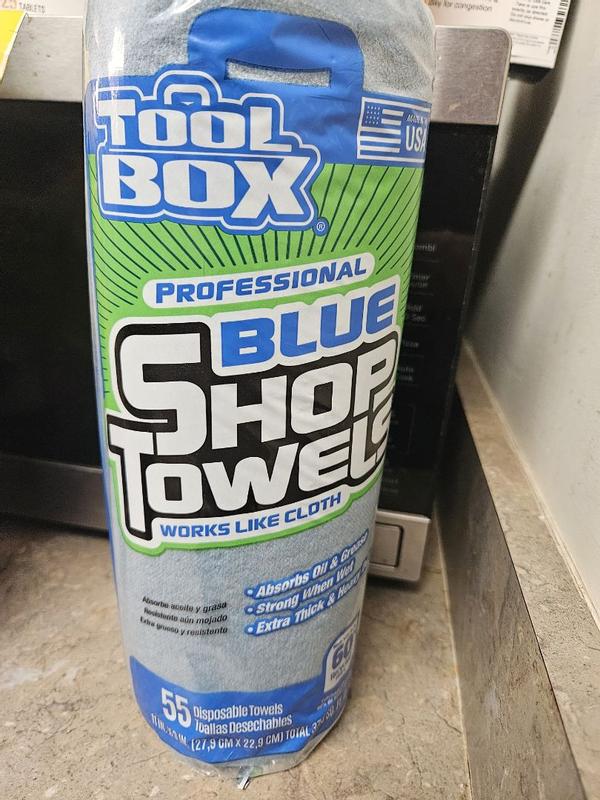 TABLETS
TOOL
BOX
®
MADE IN
USA
PROFESSIONAL
BLUE
SHOP
TOWELS
WORKS LIKE CLOTH
• Absorbs Oil & Grease
• Strong When Wet
• Extra Thick &
Absorbe aceite y grasa
Resistente aún mojado
Extra grueso y resistente
60
55 Disposable Towels
Toallas Desechables
(27,9 CM X 22,9 CM) TOTAL